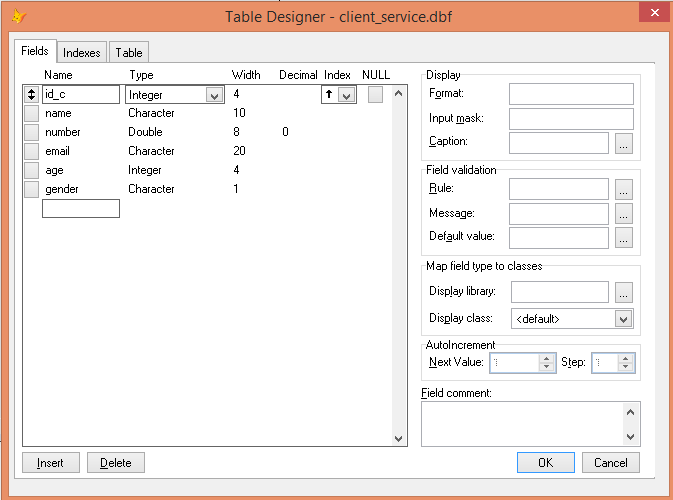 Table Designer - client_service.dbf
Fields Indexes Table
Name Type Width Decimal Index NULL
id_c Integer 4
name Character 10
number Double 8 0
email Character 20
age Integer 4
gender Character 1
Display
Format:
Input mask:
Caption: ...
Field validation
Rule: ...
Message: ...
Default value: ...
Map field type to classes
Display library: ...
Display class: <default>
AutoIncrement
Next Value: 1 Step: 1
Field comment:
Insert Delete OK Cancel